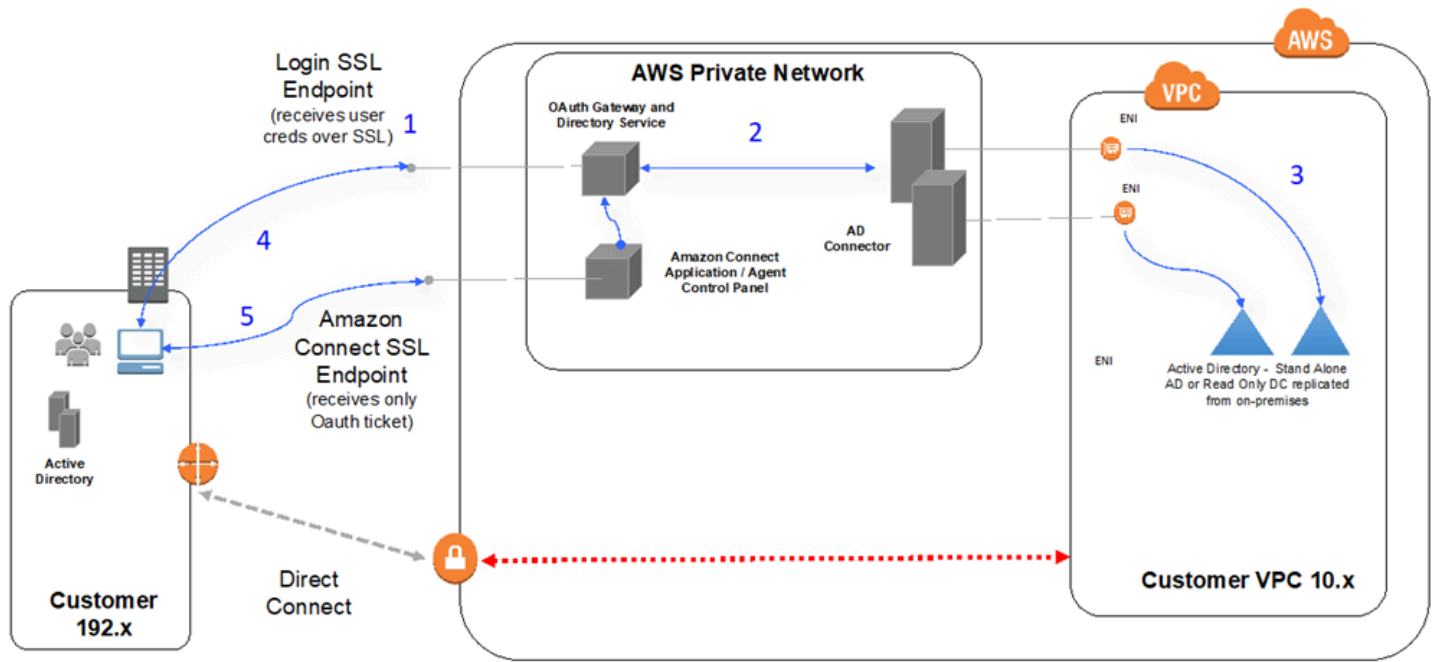 AWS
Login SSL
Endpoint
(receives user
creds over SSL)
1
AWS Private Network
OAuth Gateway and
Directory Service
2
VPC
ENI
ENI
3
4
AD
Connector
Amazon Connect
Application / Agent
Control Panel
5
Amazon
Connect SSL
Endpoint
(receives only
Oauth ticket)
ENI
Active Directory - Stand Alone
AD or Read Only DC replicated
from on-premises
Active
Directory
Direct
Connect
Customer
192.x
Customer VPC 10.x